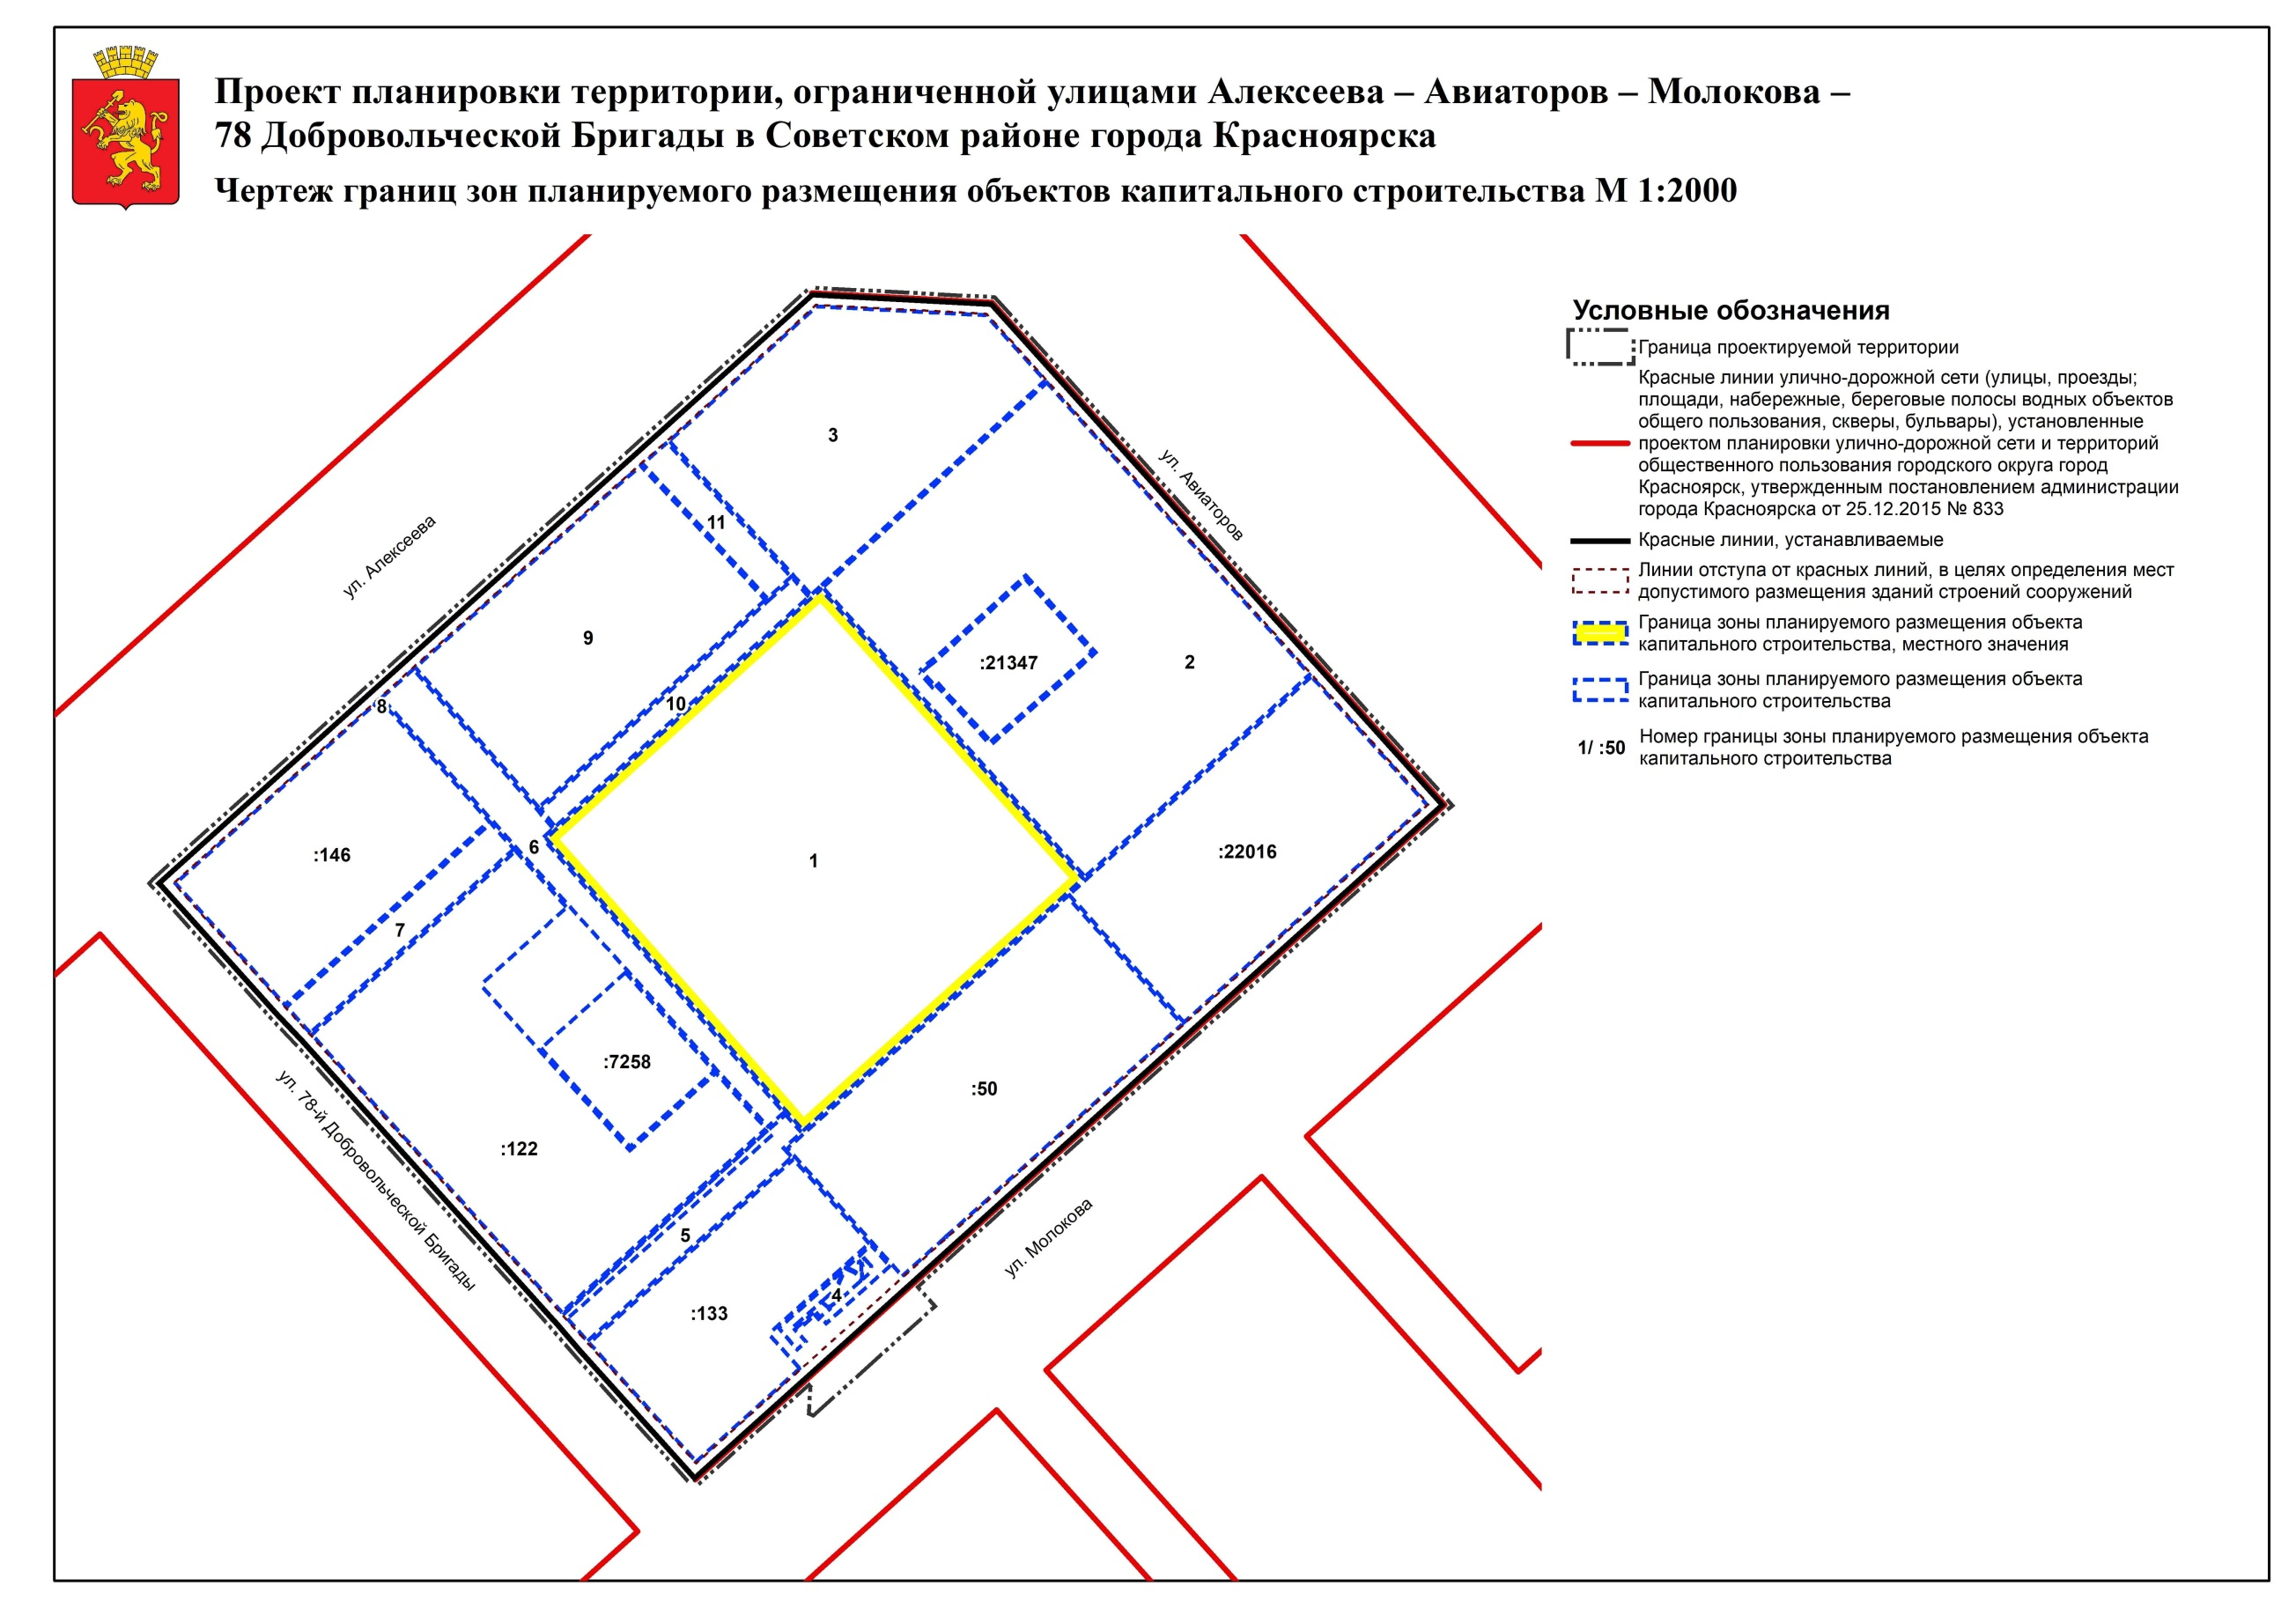 Проект планировки территории, ограниченной улицами Алексеева – Авиаторов – Молокова –
78 Добровольческой Бригады в Советском районе города Красноярска
Чертеж границ зон планируемого размещения объектов капитального строительства М 1:2000
Условные обозначения
Граница проектируемой территории
Красные линии улично-дорожной сети (улицы, проезды;
площади, набережные, береговые полосы водных объектов
общего пользования, скверы, бульвары), установленные
проектом планировки улично-дорожной сети и территорий
общественного пользования городского округа город
Красноярск, утвержденным постановлением администрации
города Красноярска от 25.12.2015 № 833
Красные линии, устанавливаемые
Линии отступа от красных линий, в целях определения мест
допустимого размещения зданий строений сооружений
Граница зоны планируемого размещения объекта
капитального строительства, местного значения
Граница зоны планируемого размещения объекта
капитального строительства
1/ :50
Номер границы зоны планируемого размещения объекта
капитального строительства
3
ул. Авиаторов
11
ул. Алексеева
9
:21347
2
10
8
6
:146
1
:22016
7
:7258
:50
ул. 78-й Добровольческой Бригады
:122
5
ул. Молокова
4
:133